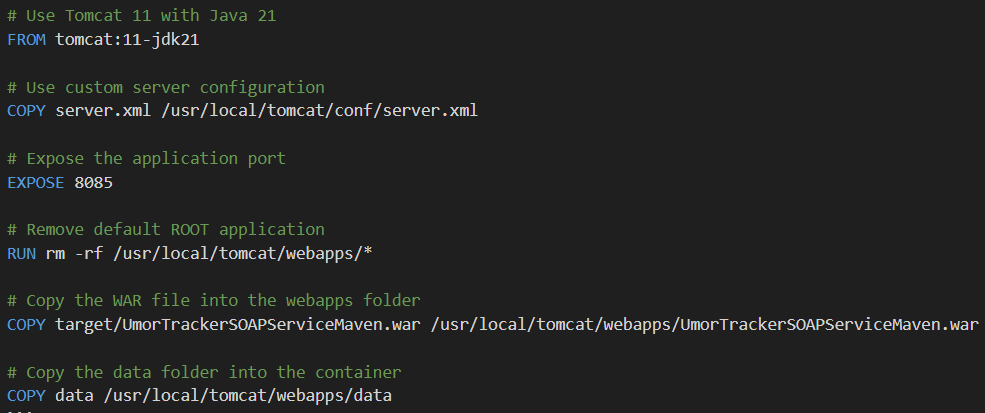 # Use Tomcat 11 with Java 21
FROM tomcat:11-jdk21
# Use custom server configuration
COPY server.xml /usr/local/tomcat/conf/server.xml
# Expose the application port
EXPOSE 8085
# Remove default ROOT application
RUN rm -rf /usr/local/tomcat/webapps/*
# Copy the WAR file into the webapps folder
COPY target/UmorTrackerSOAPServiceMaven.war /usr/local/tomcat/webapps/UmorTrackerSOAPServiceMaven.war
# Copy the data folder into the container
COPY data /usr/local/tomcat/webapps/data